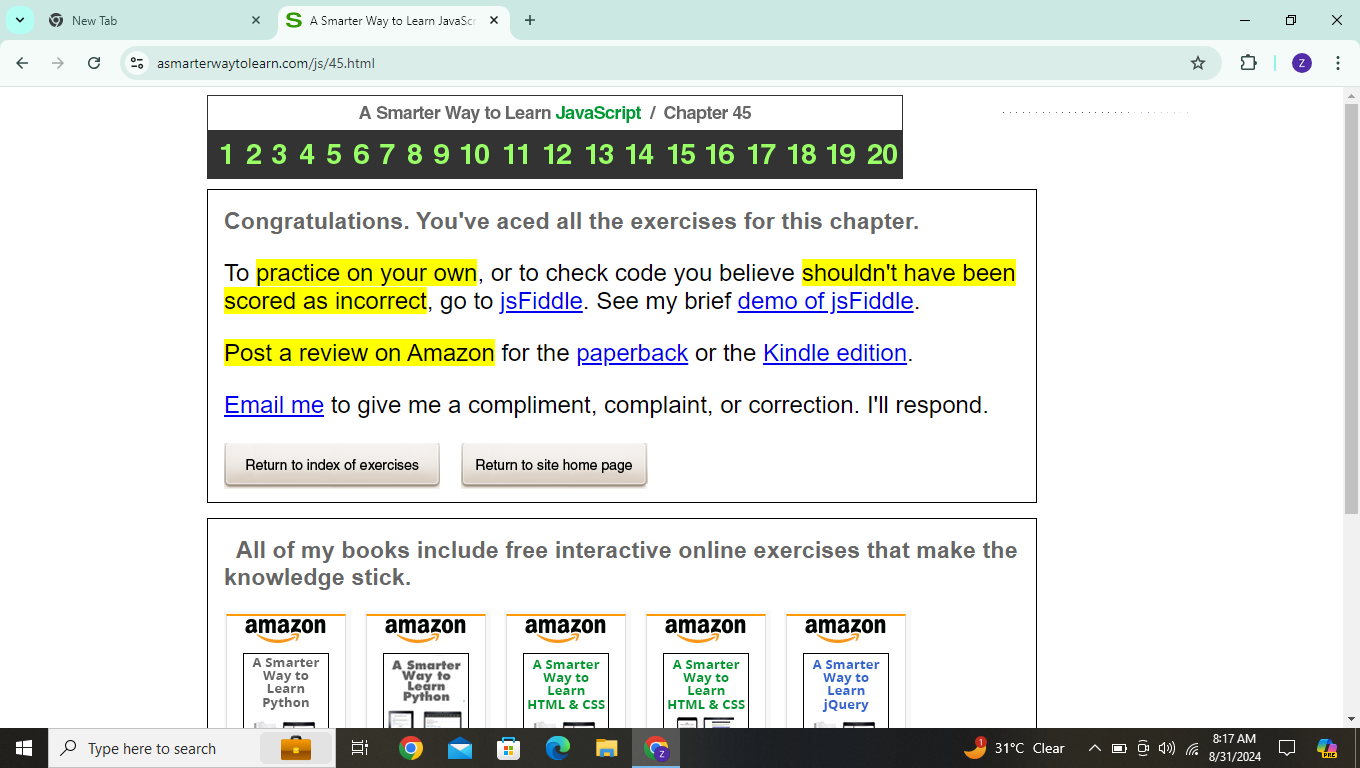 New Tab
A Smarter Way to Learn JavaScr
asmarterwaytolearn.com/js/45.html
Z
A Smarter Way to Learn JavaScript / Chapter 45
1 2 3 4 5 6 7 8 9 10 11 12 13 14 15 16 17 18 19 20
Congratulations. You've aced all the exercises for this chapter.
To practice on your own, or to check code you believe shouldn't have been
scored as incorrect, go to jsFiddle. See my brief demo of jsFiddle.
Post a review on Amazon for the paperback or the Kindle edition.
Email me to give me a compliment, complaint, or correction. I'll respond.
Return to index of exercises
Return to site home page
All of my books include free interactive online exercises that make the
knowledge stick.
amazon
A Smarter
Way to
Learn
Python
amazon
A Smarter
Way to
Learn
Python
amazon
A Smarter
Way to
Learn
HTML & CSS
amazon
A Smarter
Way to
Learn
HTML & CSS
amazon
A Smarter
Way to
Learn
jQuery
Type here to search
Z
1
31°C Clear
8:17 AM
8/31/2024
PRE